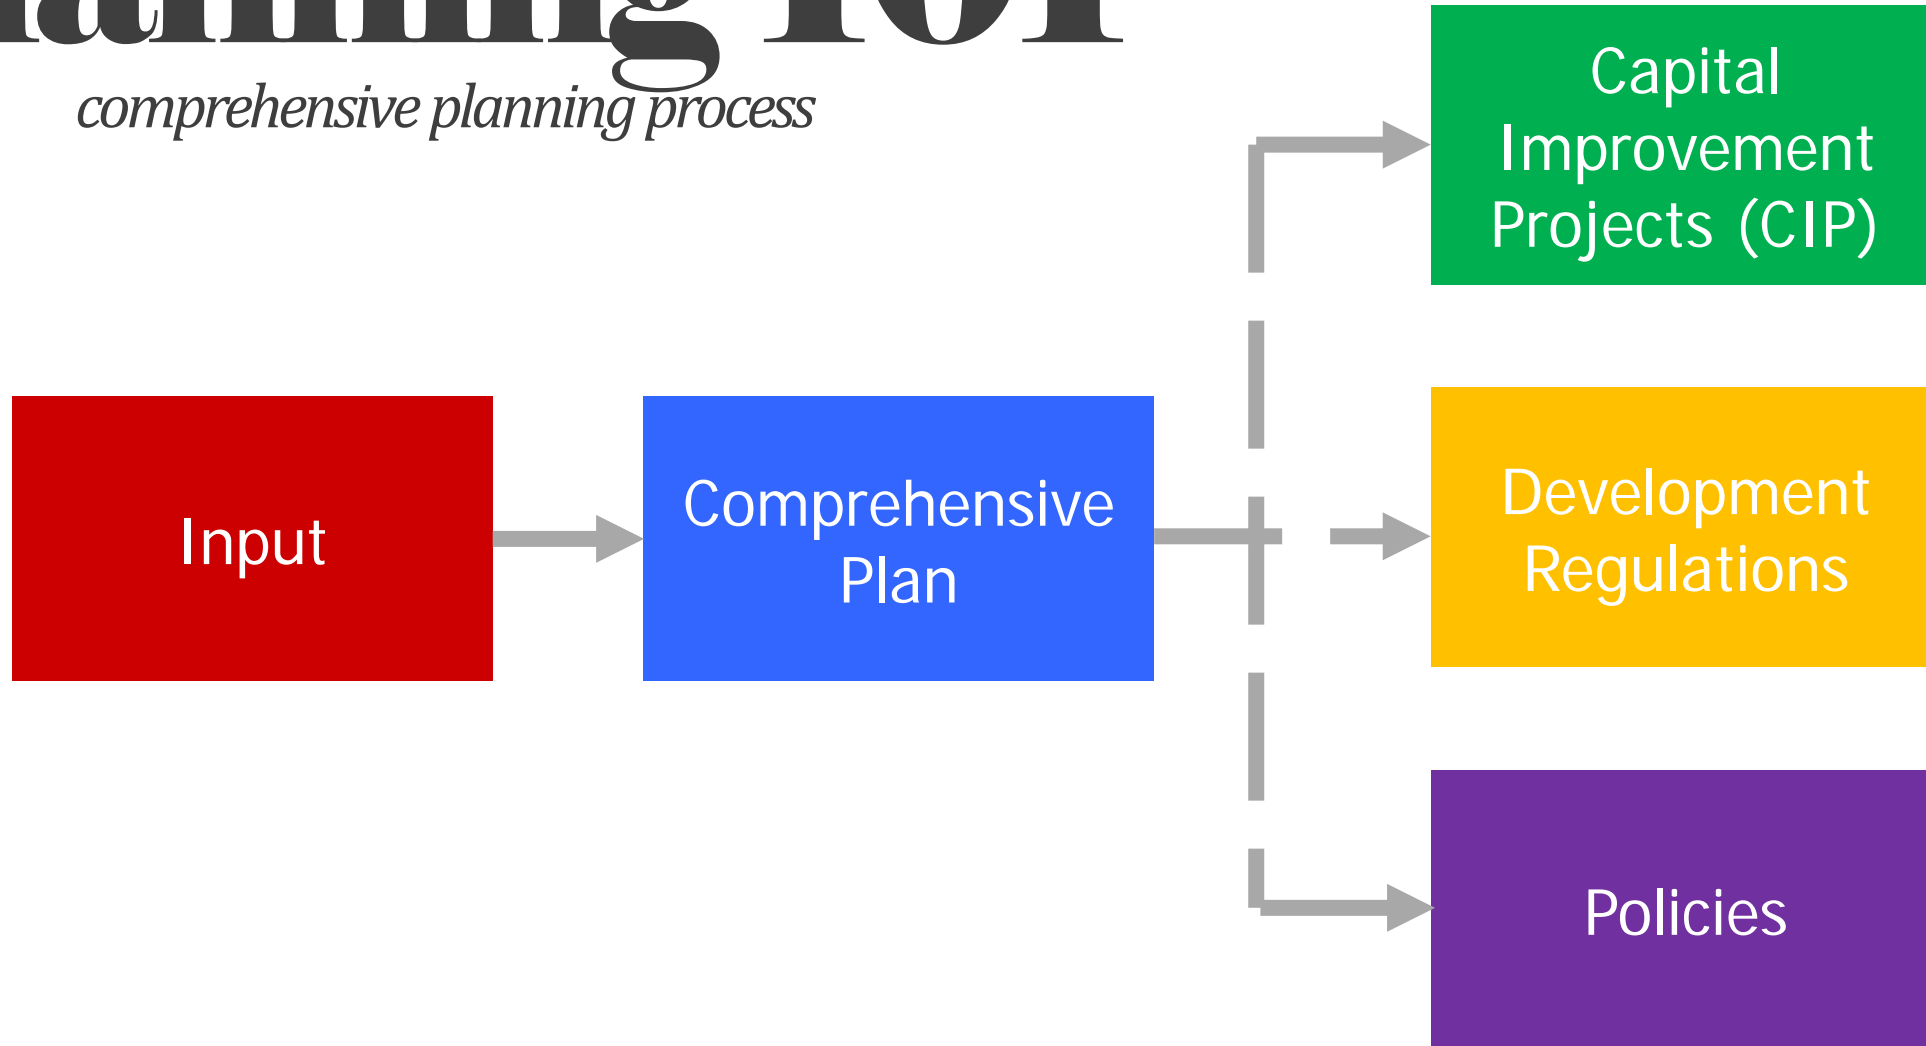 comprehensive planning process
Capital
Improvement
Projects (CIP)
Input
Comprehensive
Plan
Development
Regulations
Policies